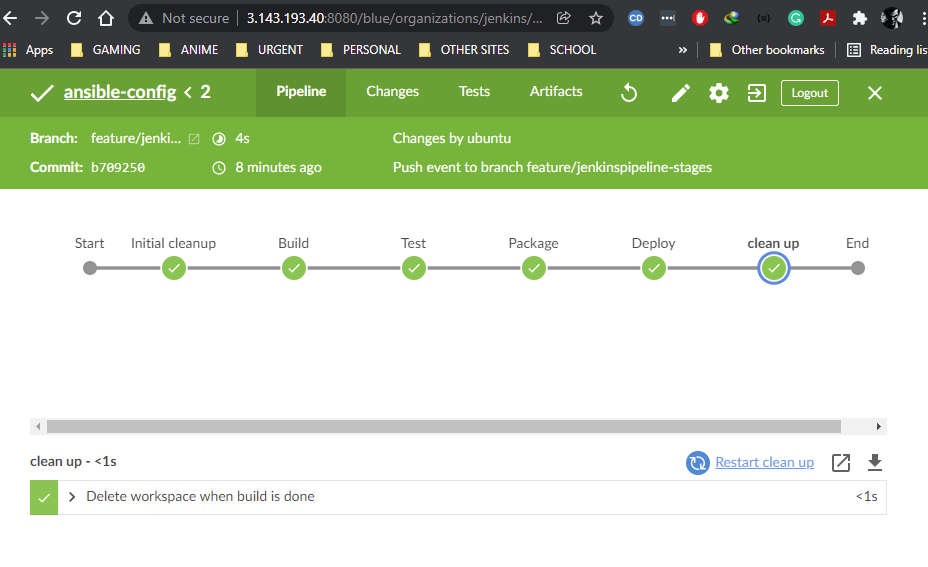 Not secure | 3.143.193.40:8080/blue/organizations/jenkins/...
Apps GAMING ANIME URGENT PERSONAL OTHER SITES SCHOOL » Other bookmarks Reading lis
ansible-config < 2 Pipeline Changes Tests Artifacts Logout
Branch: feature/jenki... 4s Changes by ubuntu
Commit: b709250 8 minutes ago Push event to branch feature/jenkinspipeline-stages
Start Initial cleanup Build Test Package Deploy clean up End
clean up - <1s Restart clean up
Delete workspace when build is done <1s